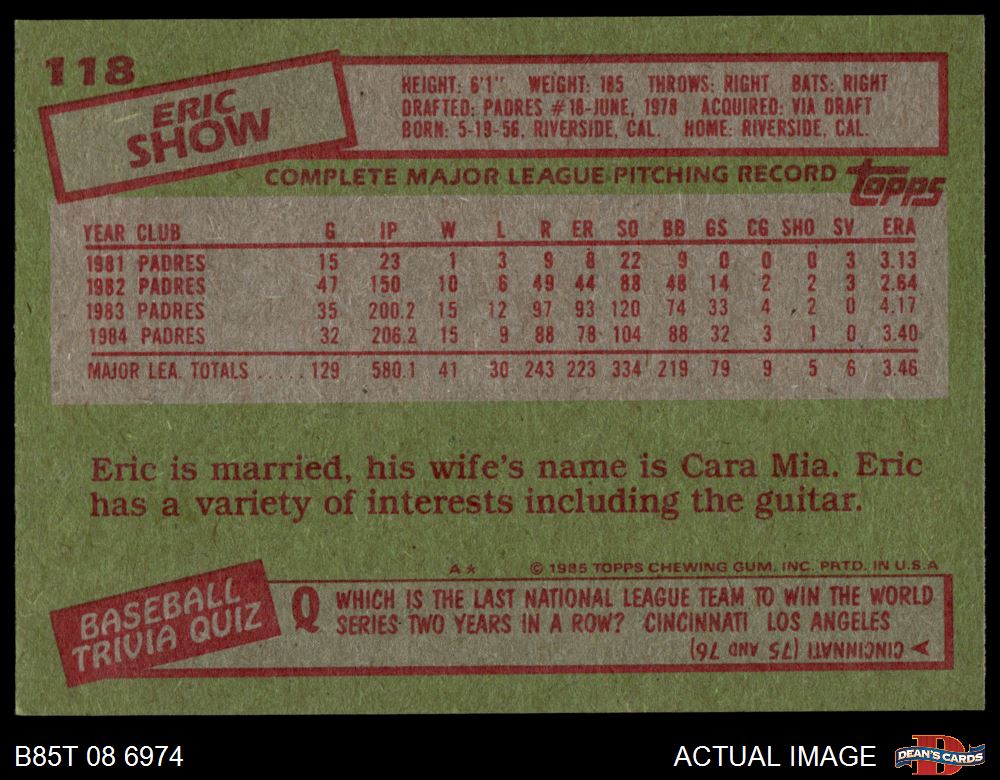 118
ERIC
SHOW
HEIGHT: 6'1" WEIGHT: 185 THROWS: RIGHT BATS: RIGHT
DRAFTED: PADRES #18-JUNE, 1978 ACQUIRED: VIA DRAFT
BORN: 5-19-56, RIVERSIDE, CAL. HOME: RIVERSIDE, CAL.
COMPLETE MAJOR LEAGUE PITCHING RECORD
topps
YEAR CLUB G IP W L R ER SO BB GS CG SHO SV ERA
1981 PADRES 15 23 1 3 9 8 22 9 0 0 0 3 3.13
1982 PADRES 47 150 10 6 49 44 88 48 14 2 2 3 2.64
1983 PADRES 35 200.2 15 12 97 93 120 74 33 4 2 0 4.17
1984 PADRES 32 206.2 15 9 88 78 104 88 32 3 1 0 3.40
MAJOR LEA. TOTALS ..... 129 580.1 41 30 243 223 334 219 79 9 5 6 3.46
Eric is married, his wife's name is Cara Mia. Eric
has a variety of interests including the guitar.
A* © 1985 TOPPS CHEWING GUM, INC. PRTD. IN U.S.A
BASEBALL
TRIVIA QUIZ
Q WHICH IS THE LAST NATIONAL LEAGUE TEAM TO WIN THE WORLD
SERIES TWO YEARS IN A ROW? CINCINNATI LOS ANGELES
CINCINNATI (75 AND 76)
B85T 08 6974
ACTUAL IMAGE
DEAN'S CARDS